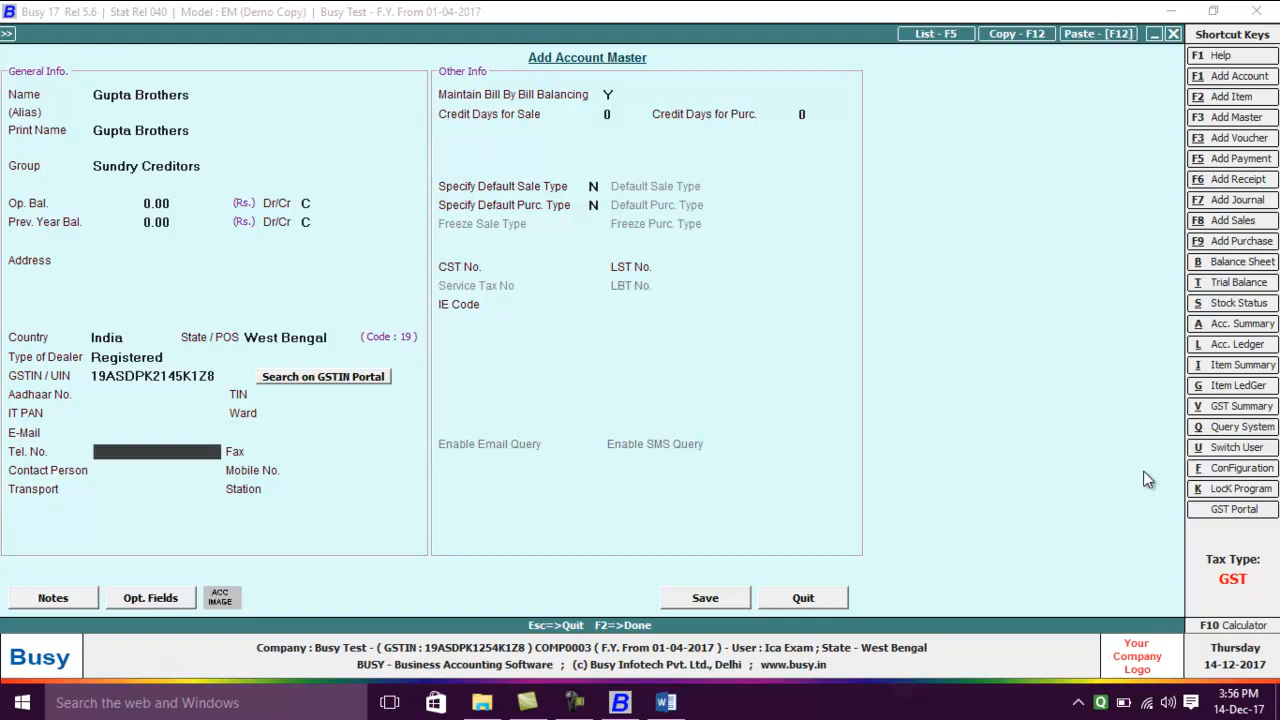 Busy 17 Rel 5.6 | Stat Rel 040 | Model : EM (Demo Copy) | Busy Test - F.Y. From 01-04-2017
>> List - F5 Copy - F12 Paste - [F12]
Add Account Master
General Info.
Name Gupta Brothers
(Alias)
Print Name Gupta Brothers
Group Sundry Creditors
Op. Bal. 0.00 (Rs.) Dr/Cr C
Prev. Year Bal. 0.00 (Rs.) Dr/Cr C
Address
Country India State / POS West Bengal ( Code : 19 )
Type of Dealer Registered
GSTIN / UIN 19ASDPK2145K1Z8 Search on GSTIN Portal
Aadhaar No. TIN
IT PAN Ward
E-Mail
Tel. No. Fax
Contact Person Mobile No.
Transport Station
Other Info
Maintain Bill By Bill Balancing Y
Credit Days for Sale 0 Credit Days for Purc. 0
Specify Default Sale Type N Default Sale Type
Specify Default Purc. Type N Default Purc. Type
Freeze Sale Type Freeze Purc. Type
CST No. LST No.
Service Tax No LBT No.
IE Code
Enable Email Query Enable SMS Query
Notes Opt. Fields ACC
IMAGE
Save Quit
Esc=>Quit F2=>Done
Shortcut Keys
F1 Help
F1 Add Account
F2 Add Item
F3 Add Master
F3 Add Voucher
F5 Add Payment
F6 Add Receipt
F7 Add Journal
F8 Add Sales
F9 Add Purchase
B Balance Sheet
T Trial Balance
S Stock Status
A Acc. Summary
L Acc. Ledger
I Item Summary
G Item LedGer
V GST Summary
Q Query System
U Switch User
F ConFiguration
K LocK Program
GST Portal
Tax Type:
GST
F10 Calculator
Busy
Company : Busy Test - ( GSTIN : 19ASDPK1254K1Z8 ) COMP0003 ( F.Y. From 01-04-2017 ) - User : Ica Exam ; State - West Bengal
BUSY - Business Accounting Software ; (c) Busy Infotech Pvt. Ltd., Delhi ; www.busy.in
Your
Company
Logo
Thursday
14-12-2017
Search the web and Windows
3:56 PM
14-Dec-17